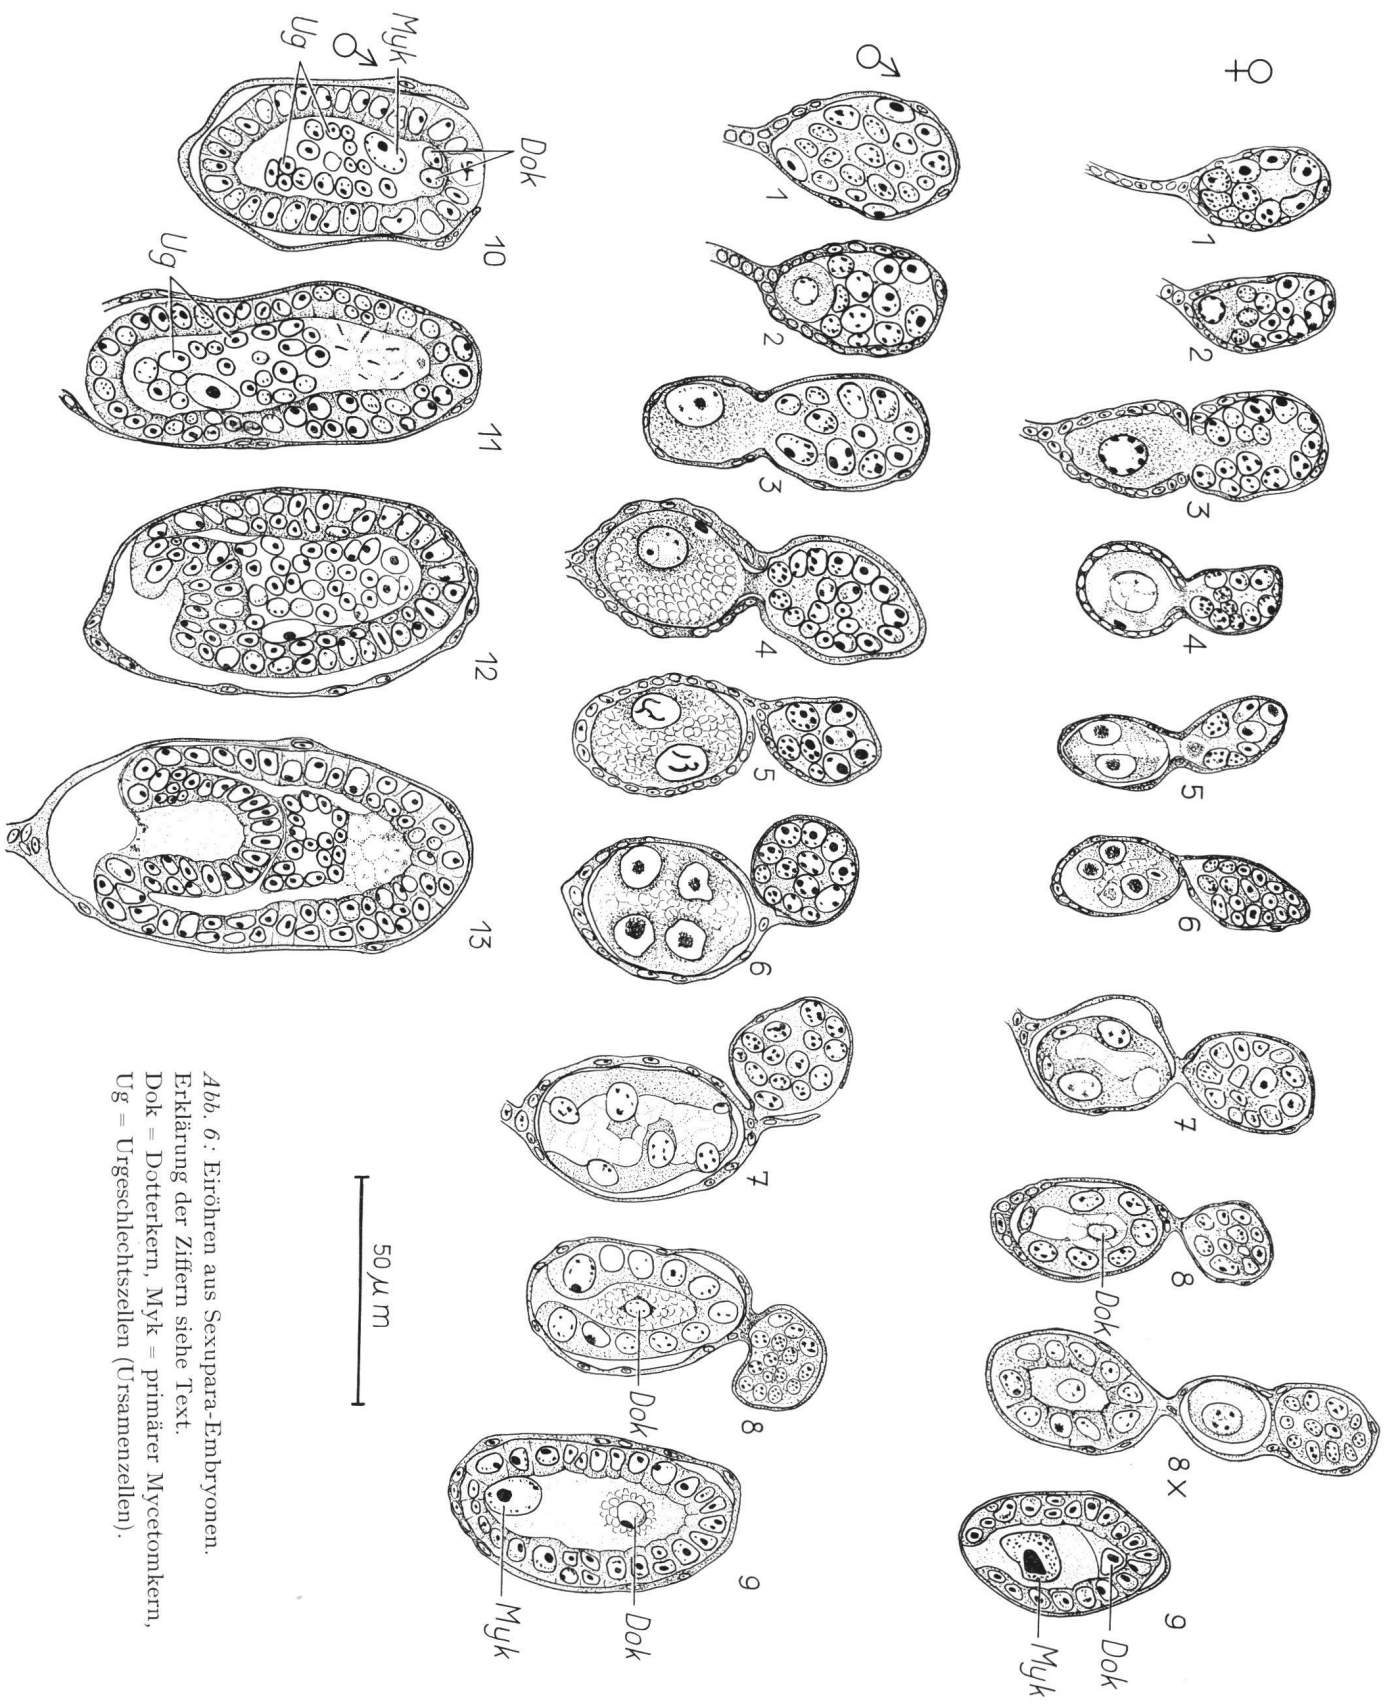 ♀
1
2
3
4
5
6
7
8
Dok
8x
9
Dok
Myk
♂
1
2
3
4
5
6
7
8
Dok
9
Dok
Myk
♂
Myk
Ug
Dok
10
Ug
11
12
13
50 µm
Abb. 6: Eiröhren aus Sexupara-Embryonen.
Erklärung der Ziffern siehe Text.
Dok = Dotterkern, Myk = primärer Mycetomkern,
Ug = Urgeschlechtszellen (Ursamenzellen).